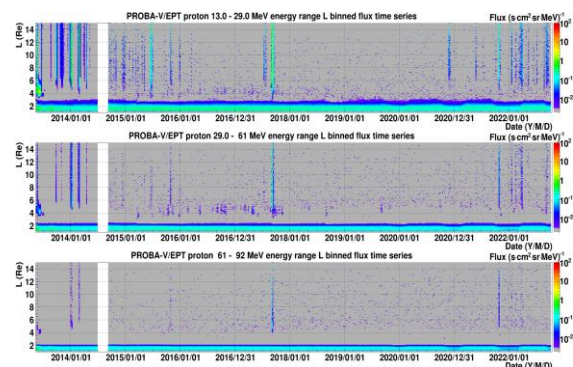 PROBA-V/EPT proton 13.0 - 29.0 MeV energy range L binned flux time series
Flux (s·cm²·sr·MeV)⁻¹
L (Re)
14
12
10
8
6
4
2
10²
10
1
10⁻¹
10⁻²
2014/01/01 2015/01/01 2016/01/01 2016/12/31 2018/01/01 2019/01/01 2020/01/01 2020/12/31 2022/01/01
Date (Y/M/D)
PROBA-V/EPT proton 29.0 - 61 MeV energy range L binned flux time series
Flux (s·cm²·sr·MeV)⁻¹
L (Re)
14
12
10
8
6
4
2
10²
10
1
10⁻¹
10⁻²
2014/01/01 2015/01/01 2016/01/01 2016/12/31 2018/01/01 2019/01/01 2020/01/01 2020/12/31 2022/01/01
Date (Y/M/D)
PROBA-V/EPT proton 61 - 92 MeV energy range L binned flux time series
Flux (s·cm²·sr·MeV)⁻¹
L (Re)
14
12
10
8
6
4
2
10²
10
1
10⁻¹
10⁻²
2014/01/01 2015/01/01 2016/01/01 2016/12/31 2018/01/01 2019/01/01 2020/01/01 2020/12/31 2022/01/01
Date (Y/M/D)